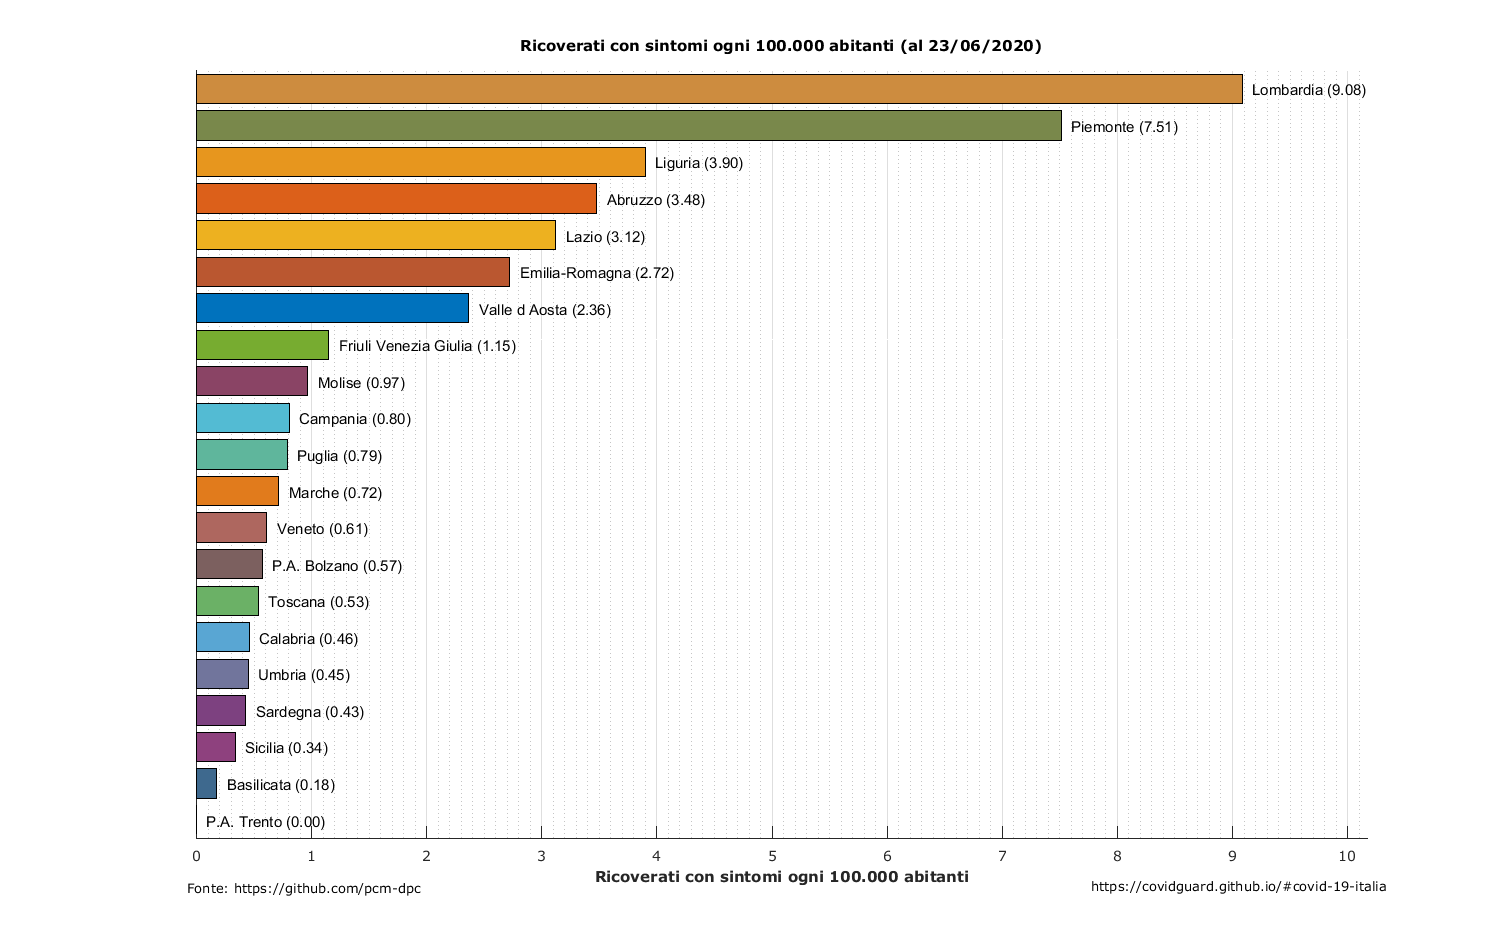 Ricoverati con sintomi ogni 100.000 abitanti (al 23/06/2020)
Lombardia (9.08)
Piemonte (7.51)
Liguria (3.90)
Abruzzo (3.48)
Lazio (3.12)
Emilia-Romagna (2.72)
Valle d Aosta (2.36)
Friuli Venezia Giulia (1.15)
Molise (0.97)
Campania (0.80)
Puglia (0.79)
Marche (0.72)
Veneto (0.61)
P.A. Bolzano (0.57)
Toscana (0.53)
Calabria (0.46)
Umbria (0.45)
Sardegna (0.43)
Sicilia (0.34)
Basilicata (0.18)
P.A. Trento (0.00)
0 1 2 3 4 5 6 7 8 9 10
Ricoverati con sintomi ogni 100.000 abitanti
Fonte: https://github.com/pcm-dpc
https://covidguard.github.io/#covid-19-italia